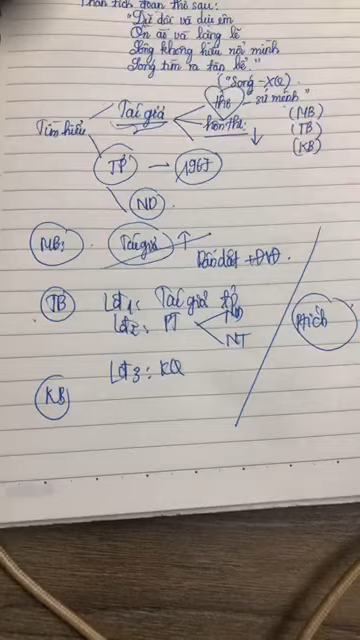 Phân tích đoạn thơ sau:
"Dữ dội và dịu êm
Ồn ào và lặng lẽ
Sông không hiểu nổi mình
Sóng tìm ra tận bể."
("Sóng - XQ)
thơ
sứ mệnh"
Tìm hiểu
Tác giả
(MB)
(TB)
(KB)
TP
1967
ND
MB:
Tác giả
Dẫn dắt + ĐVĐ.
TB
Lđ1: Tác giả, TP
Lđ2: PT
ND
NT
Lđ3: KQ
KB